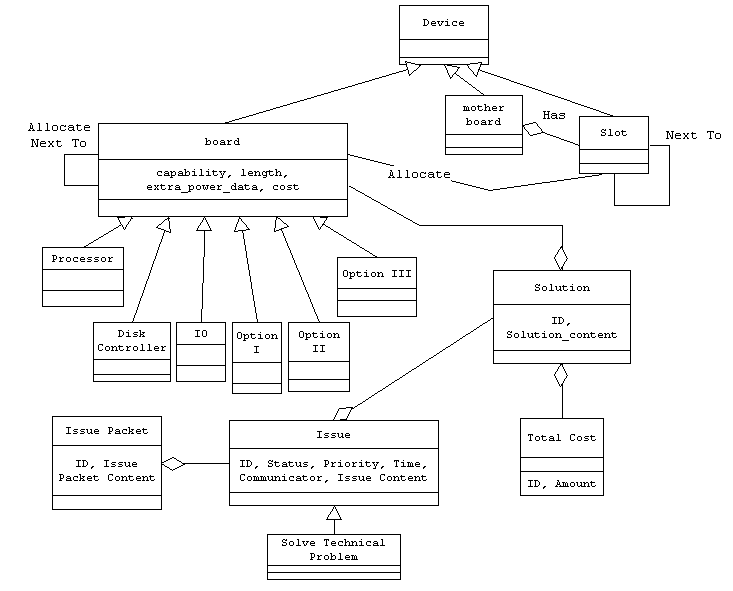 Device
mother
board
Has
Slot
Next To
Allocate
Next To
board
capability, length,
extra_power_data, cost
Allocate
Processor
Option III
Disk
Controller
IO
Option
I
Option
II
Solution
ID,
Solution_content
Issue Packet
ID, Issue
Packet Content
Issue
ID, Status, Priority, Time,
Communicator, Issue Content
Total Cost
ID, Amount
Solve Technical
Problem